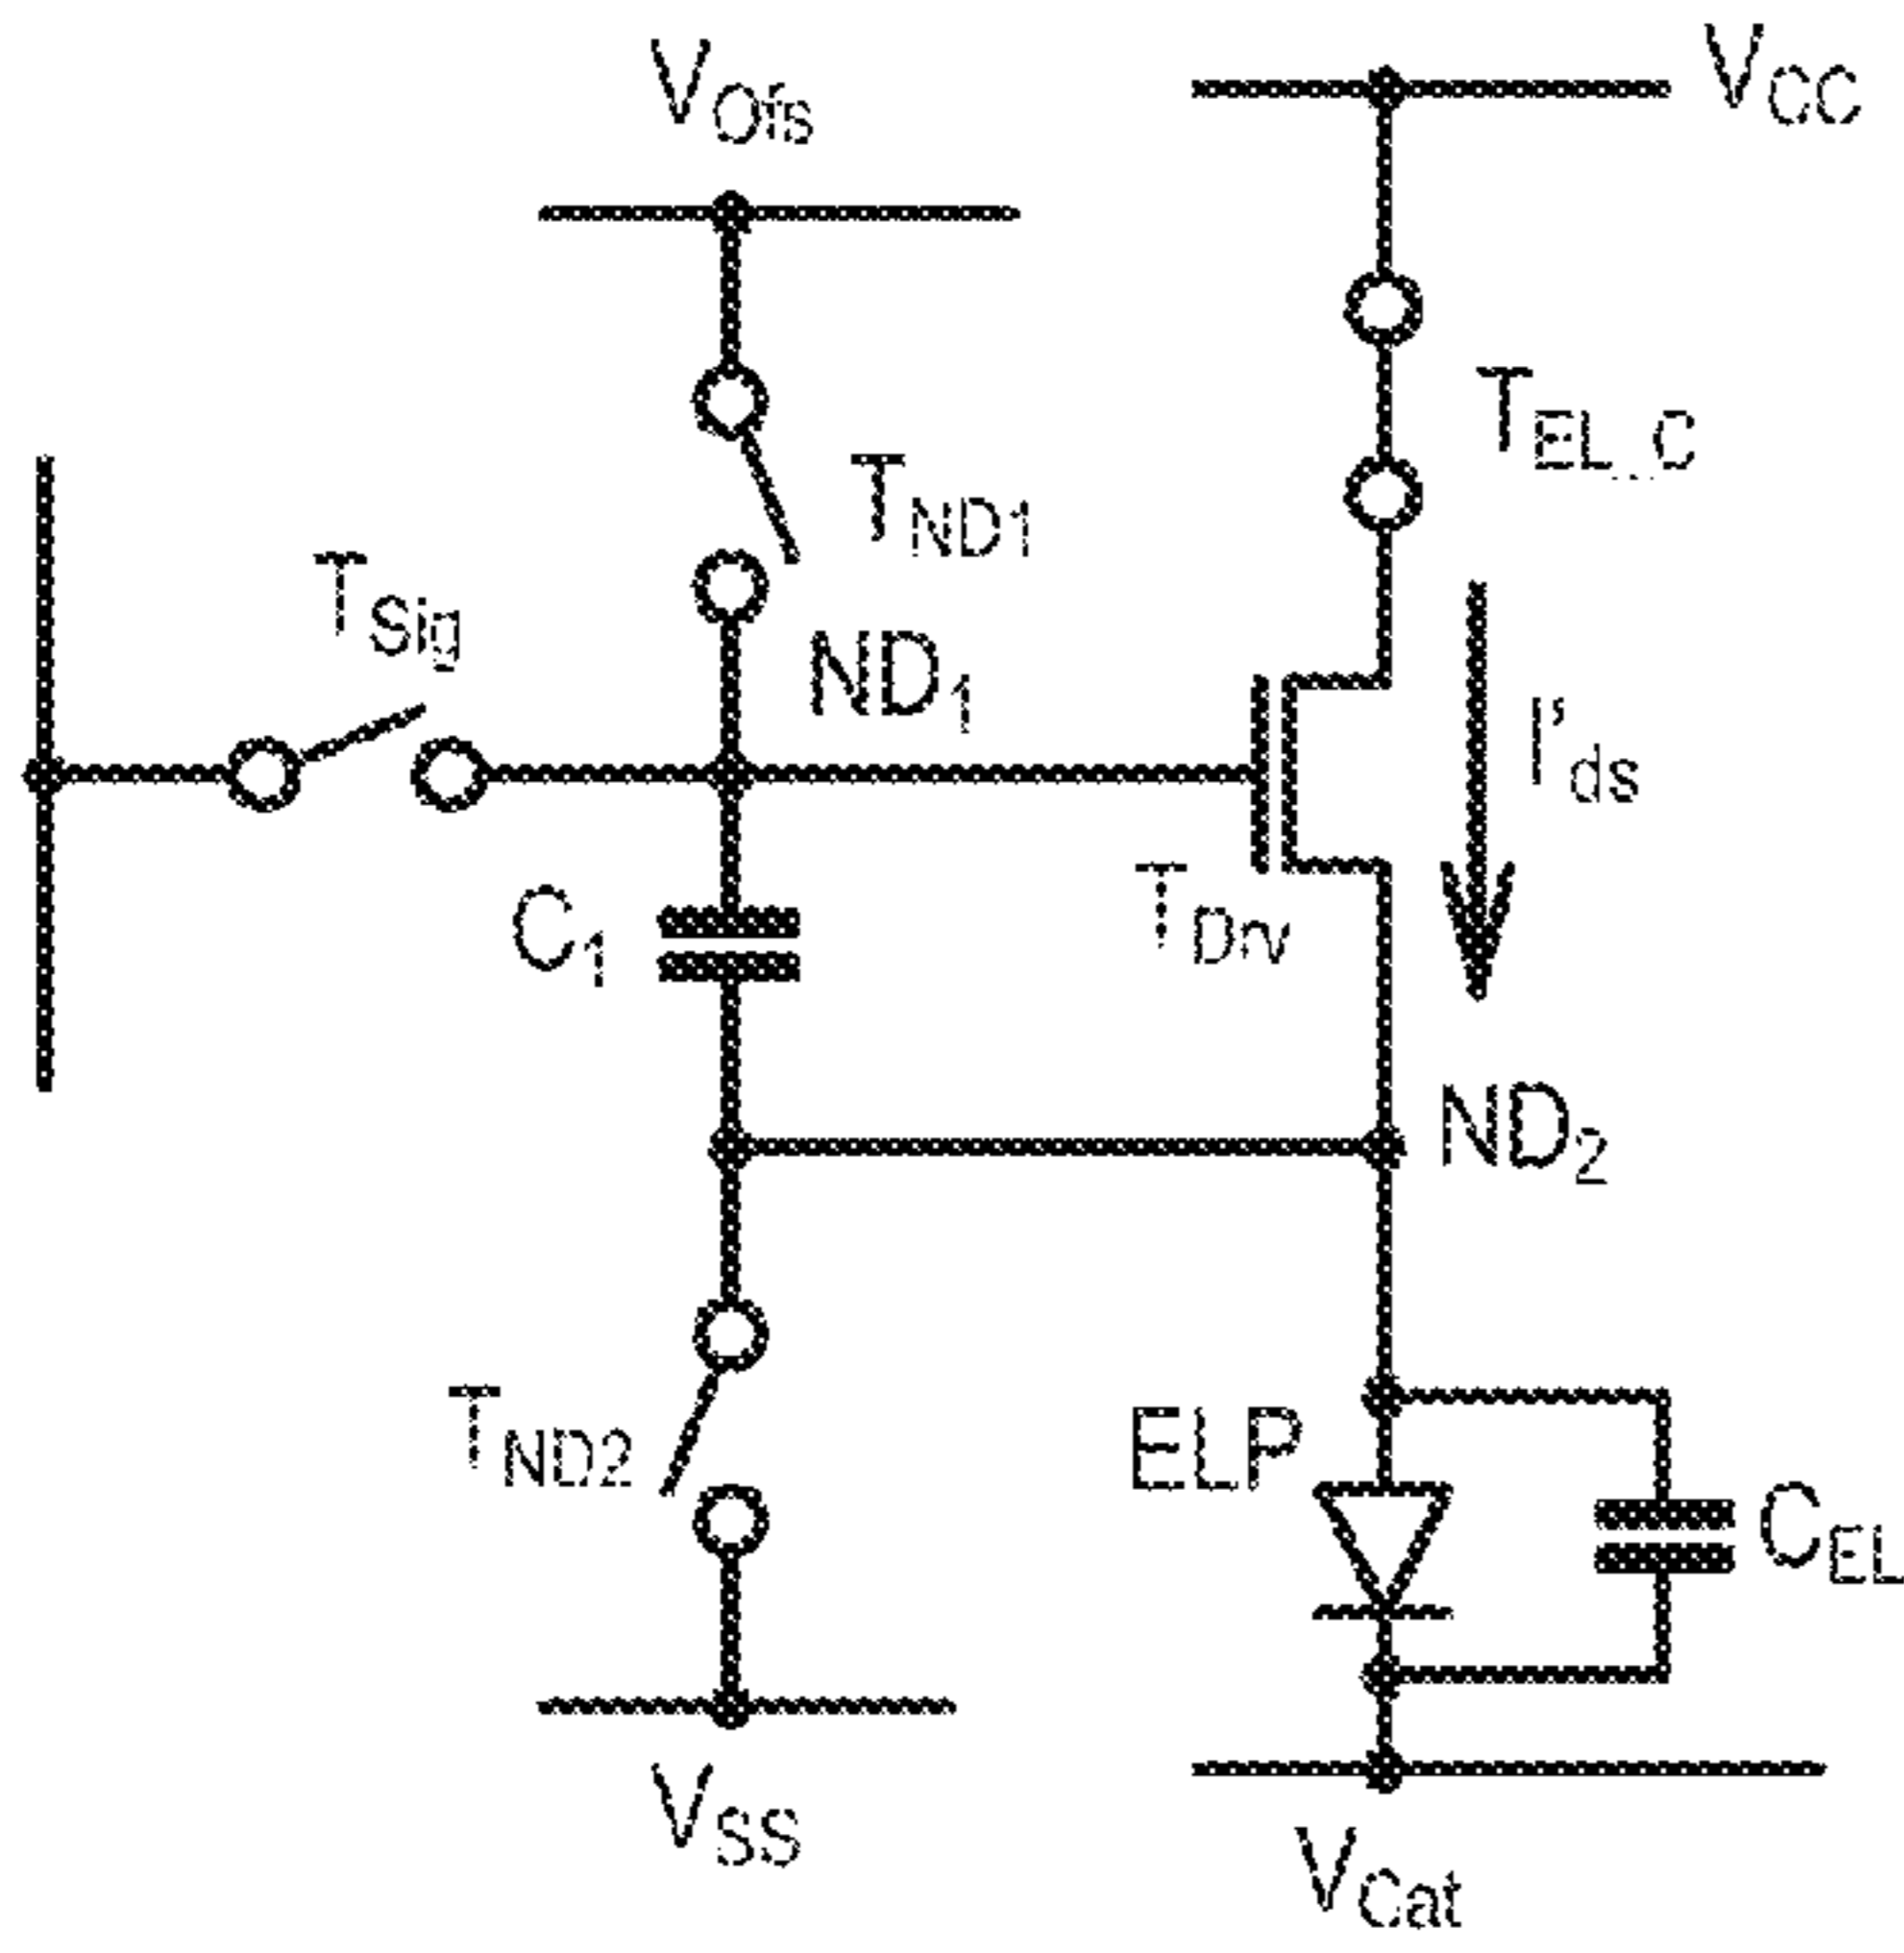 V_Ofs
V_CC
T_EL_C
T_ND1
T_Sig
ND_1
I'_ds
C_1
T_Drv
ND_2
T_ND2
ELP
C_EL
V_SS
V_Cat